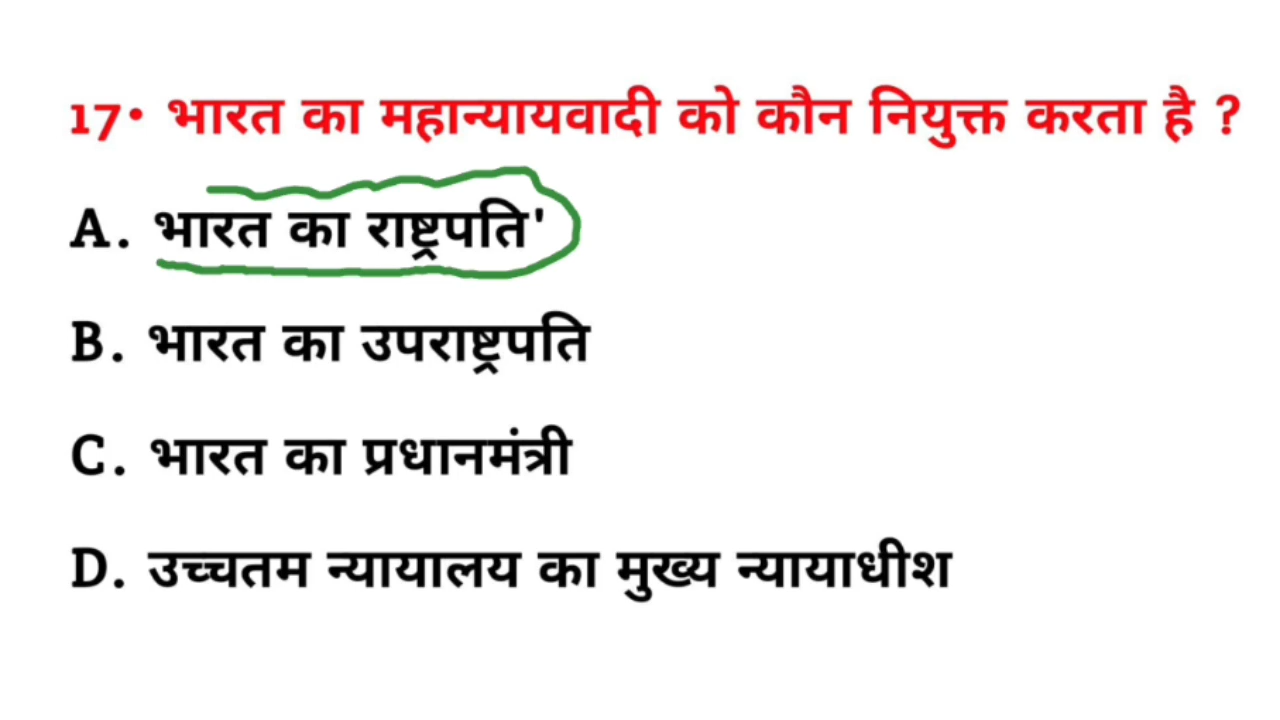 17• भारत का महान्यायवादी को कौन नियुक्त करता है ?
A. भारत का राष्ट्रपति'
B. भारत का उपराष्ट्रपति
C. भारत का प्रधानमंत्री
D. उच्चतम न्यायालय का मुख्य न्यायाधीश